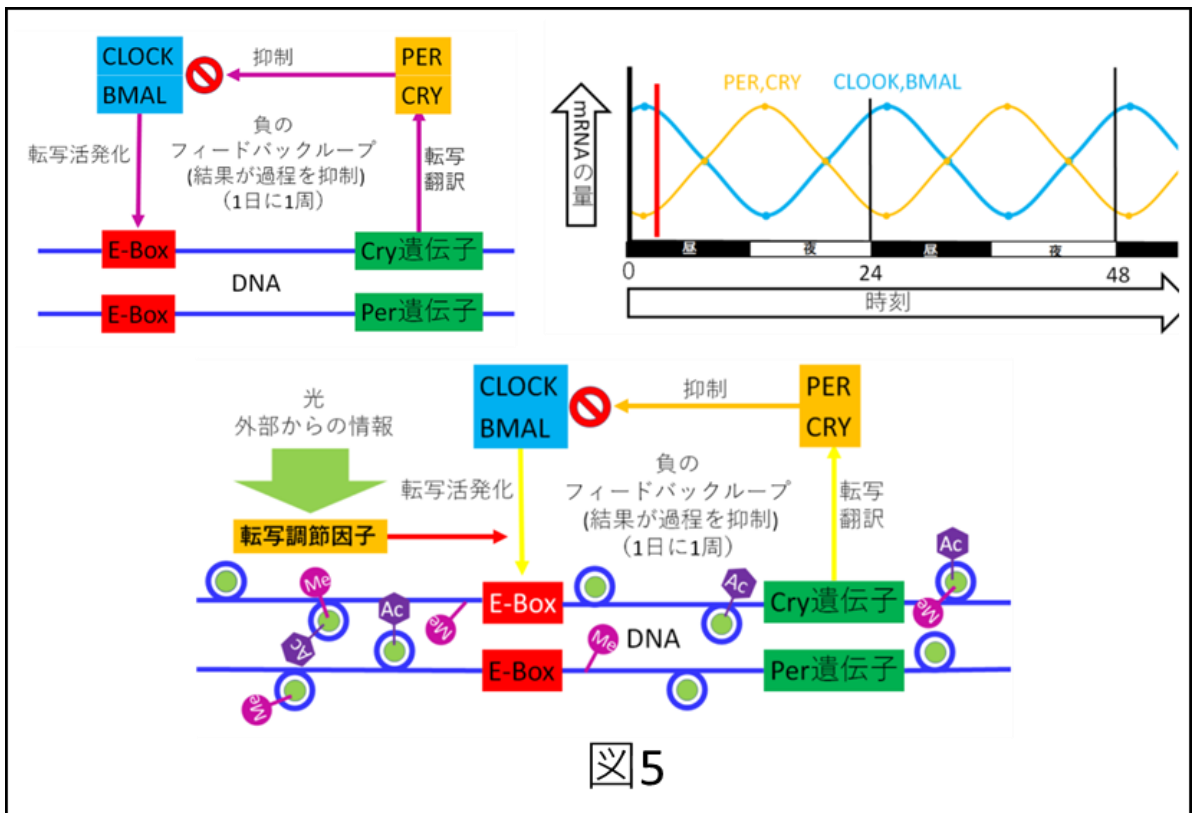 CLOCK
BMAL
抑制
PER
CRY
転写活発化
負の
フィードバックループ
(結果が過程を抑制)
（1日に1周）
転写
翻訳
E-Box
Cry遺伝子
DNA
E-Box
Per遺伝子
mRNAの量
PER,CRY
CLOOK,BMAL
昼
夜
昼
夜
0
24
48
時刻
光
外部からの情報
転写調節因子
CLOCK
BMAL
抑制
PER
CRY
転写活発化
負の
フィードバックループ
(結果が過程を抑制)
（1日に1周）
転写
翻訳
Me
Ac
Ac
Me
Me
E-Box
Me
DNA
E-Box
Ac
Cry遺伝子
Per遺伝子
Ac
Me
図5